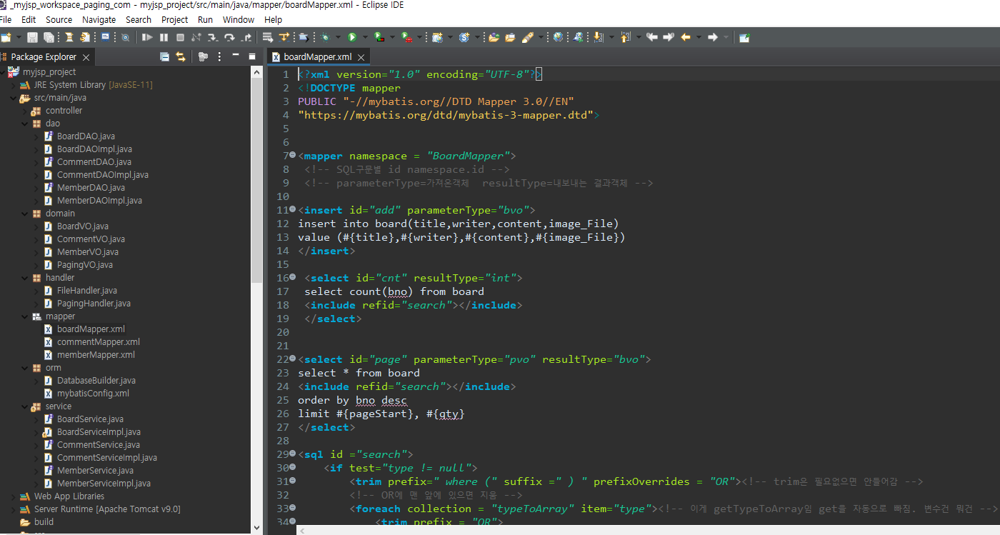 _myjsp_workspace_paging_com - myjsp_project/src/main/java/mapper/boardMapper.xml - Eclipse IDE
File Edit Source Navigate Search Project Run Window Help
Package Explorer
myjsp_project
JRE System Library [JavaSE-11]
src/main/java
controller
dao
BoardDAO.java
BoardDAOImpl.java
CommentDAO.java
CommentDAOImpl.java
MemberDAO.java
MemberDAOImpl.java
domain
BoardVO.java
CommentVO.java
MemberVO.java
PagingVO.java
handler
FileHandler.java
PagingHandler.java
mapper
boardMapper.xml
commentMapper.xml
memberMapper.xml
orm
DatabaseBuilder.java
mybatisConfig.xml
service
BoardService.java
BoardServiceImpl.java
CommentService.java
CommentServiceImpl.java
MemberService.java
MemberServiceImpl.java
Web App Libraries
Server Runtime [Apache Tomcat v9.0]
build
boardMapper.xml
1 <?xml version="1.0" encoding="UTF-8"?>
2 <!DOCTYPE mapper
3 PUBLIC "-//mybatis.org//DTD Mapper 3.0//EN"
4 "https://mybatis.org/dtd/mybatis-3-mapper.dtd">
5
6
7 <mapper namespace = "BoardMapper">
8 <!-- SQL구문별 id namespace.id -->
9 <!-- parameterType=가져온객체 resultType=내보내는 결과객체 -->
10
11 <insert id="add" parameterType="bvo">
12 insert into board(title,writer,content,image_File)
13 value (#{title},#{writer},#{content},#{image_File})
14 </insert>
15
16 <select id="cnt" resultType="int">
17 select count(bno) from board
18 <include refid="search"></include>
19 </select>
20
21
22 <select id="page" parameterType="pvo" resultType="bvo">
23 select * from board
24 <include refid="search"></include>
25 order by bno desc
26 limit #{pageStart}, #{qty}
27 </select>
28
29 <sql id ="search">
30 <if test="type != null">
31 <trim prefix=" where (" suffix =" ) " prefixOverrides = "OR"><!-- trim은 필요없으면 안들어감 -->
32 <!-- OR에 맨 앞에 있으면 지움 -->
33 <foreach collection = "typeToArray" item="type"><!-- 이게 getTypeToArray임 get을 자동으로 빠짐. 변수건 뭐건 -->
34 <trim prefix = "OR">